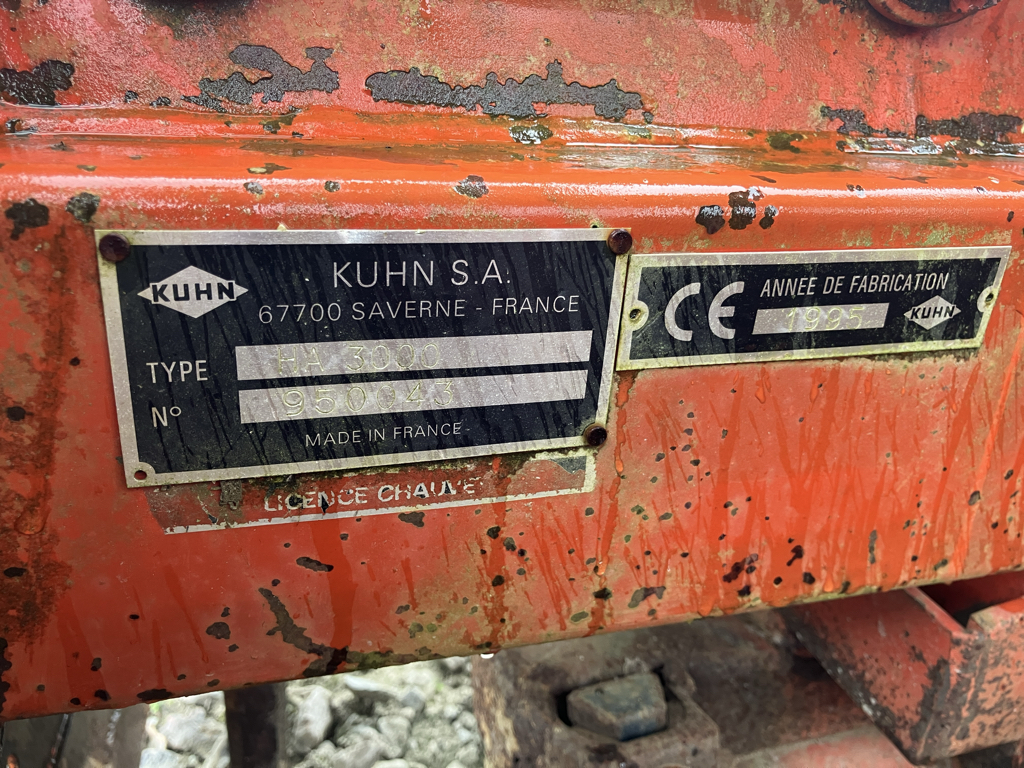 KUHN
KUHN S.A.
67700 SAVERNE - FRANCE
TYPE HA 3000
N° 950043
MADE IN FRANCE
LICENCE CHAUVE
CE
ANNEE DE FABRICATION
1995
KUHN